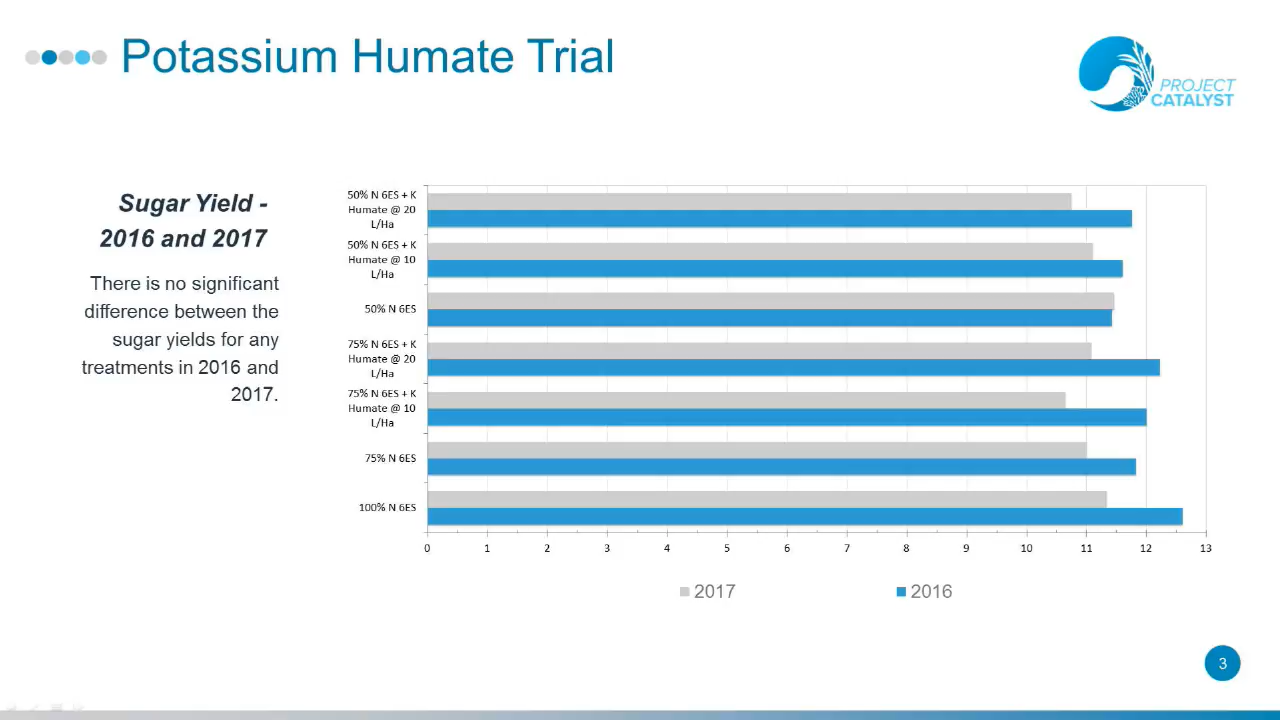 Potassium Humate Trial
PROJECT
CATALYST
Sugar Yield -
2016 and 2017
There is no significant
difference between the
sugar yields for any
treatments in 2016 and
2017.
50% N 6ES + K
Humate @ 20
L/Ha
50% N 6ES + K
Humate @ 10
L/Ha
50% N 6ES
75% N 6ES + K
Humate @ 20
L/Ha
75% N 6ES + K
Humate @ 10
L/Ha
75% N 6ES
100% N 6ES
0 1 2 3 4 5 6 7 8 9 10 11 12 13
2017 2016
3